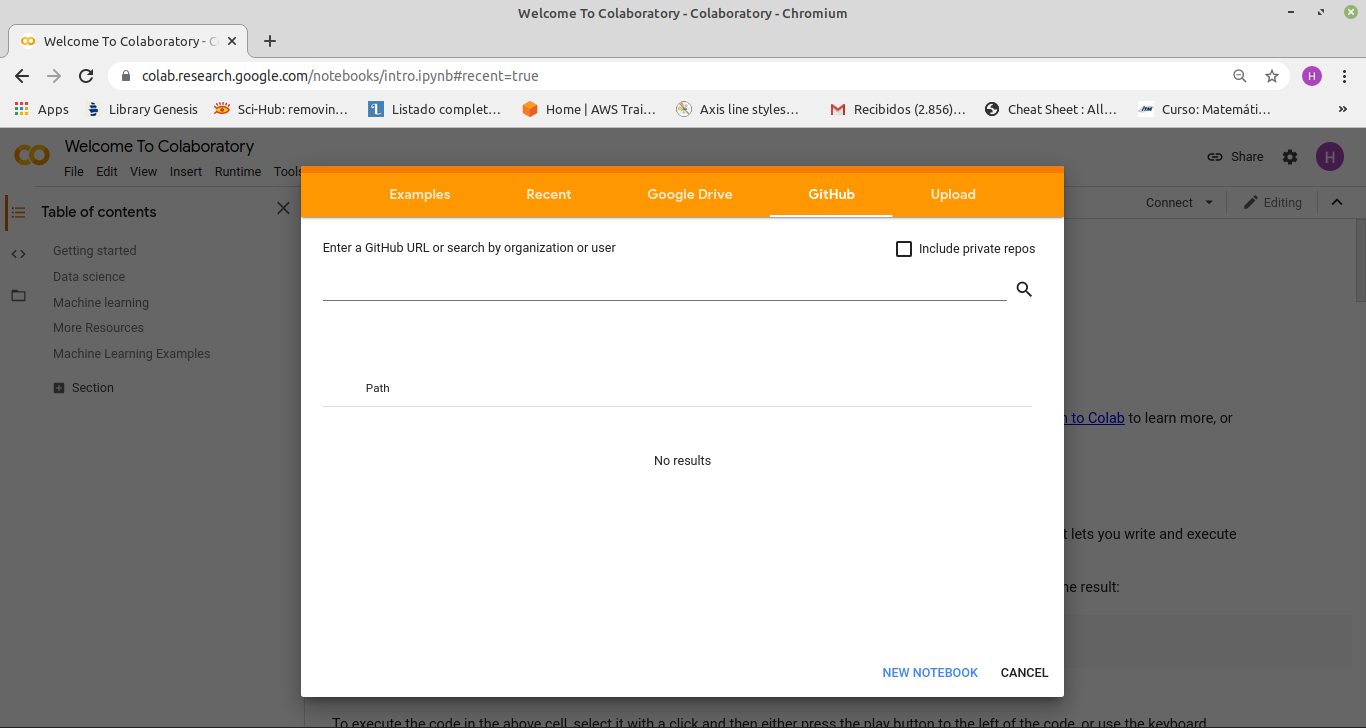 Welcome To Colaboratory - Colaboratory - Chromium
Welcome To Colaboratory - C
colab.research.google.com/notebooks/intro.ipynb#recent=true
H
Apps Library Genesis Sci-Hub: removin... Listado complet... Home | AWS Trai... Axis line styles... Recibidos (2.856)... Cheat Sheet : All... Curso: Matemáti... »
Welcome To Colaboratory
File Edit View Insert Runtime Tools
Share
H
Connect
Editing
Table of contents
Getting started
Data science
Machine learning
More Resources
Machine Learning Examples
Section
Examples Recent Google Drive GitHub Upload
Enter a GitHub URL or search by organization or user
Include private repos
Path
No results
NEW NOTEBOOK CANCEL
to Colab to learn more, or
lets you write and execute
result:
To execute the code in the above cell, select it with a click and then either press the play button to the left of the code, or use the keyboard